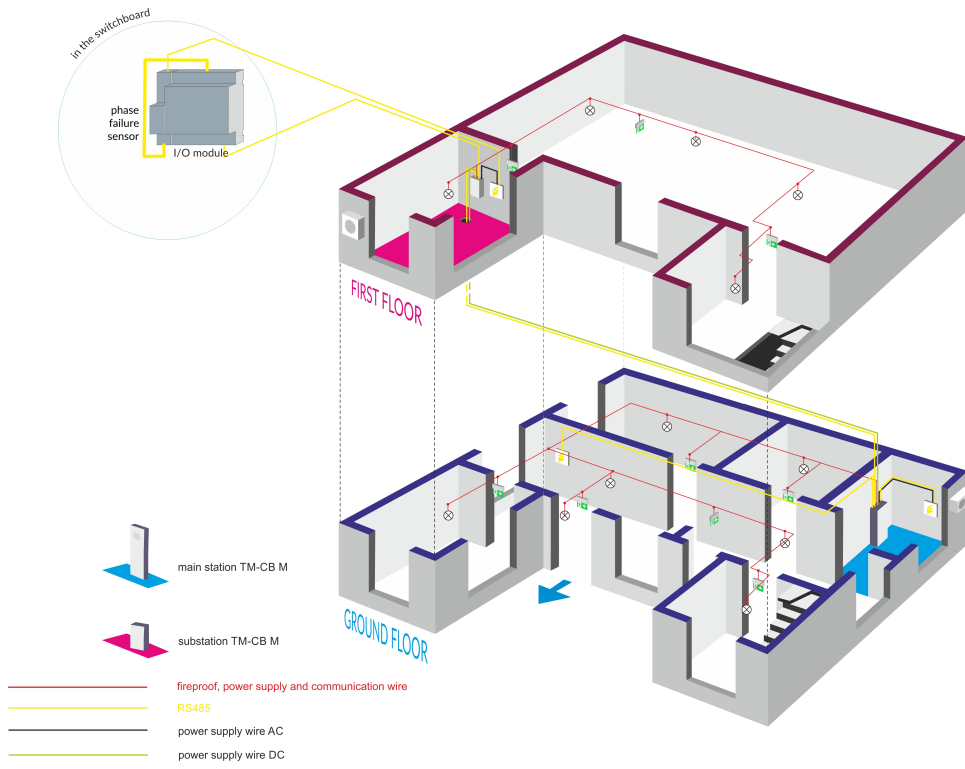 in the switchboard
phase
failure
sensor
I/O module
FIRST FLOOR
GROUND FLOOR
main station TM-CB M
substation TM-CB M
fireproof, power supply and communication wire
RS485
power supply wire AC
power supply wire DC